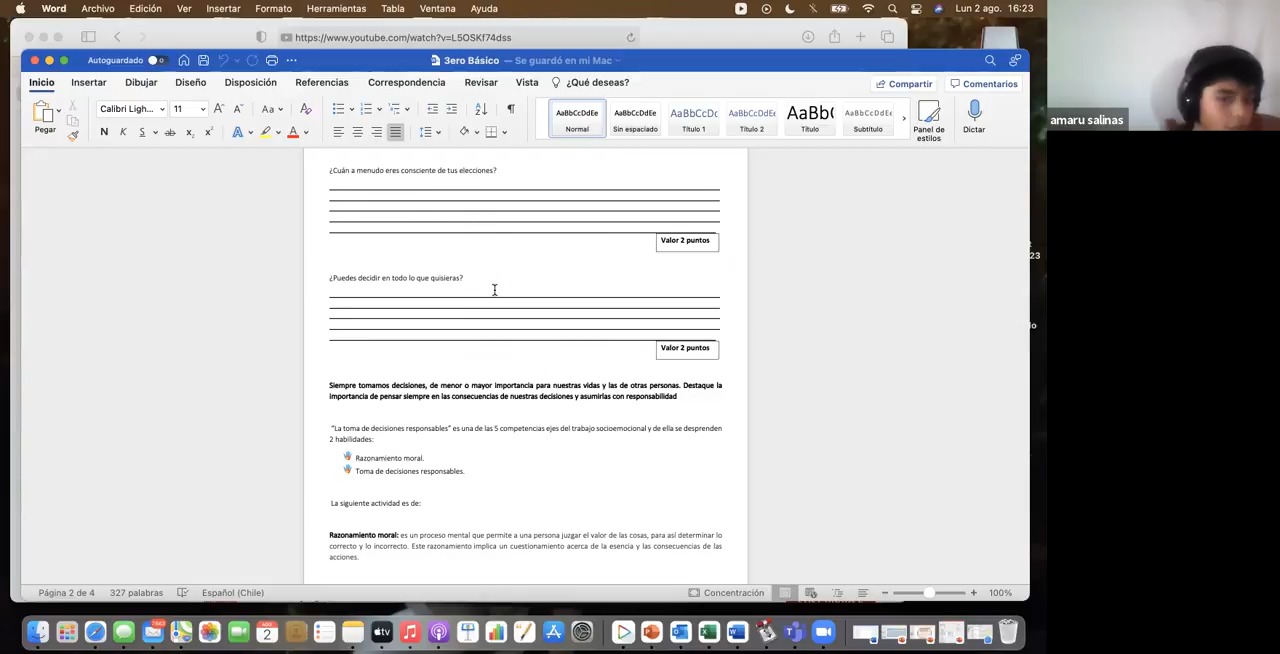 Word Archivo Edición Ver Insertar Formato Herramientas Tabla Ventana Ayuda Lun 2 ago. 16:23
https://www.youtube.com/watch?v=L5OSKf74dss
Autoguardado 3ero Básico — Se guardó en mi Mac
Inicio Insertar Dibujar Diseño Disposición Referencias Correspondencia Revisar Vista ¿Qué deseas? Compartir Comentarios
Pegar Calibri Ligh... 11 Panel de estilos Dictar
AaBbCcDdEe AaBbCcDdEe AaBbCcDc AaBbCcDdEe AaBb( AaBbCcDdEe
Normal Sin espaciado Título 1 Título 2 Título Subtítulo
amaru salinas
¿Cuán a menudo eres consciente de tus elecciones?
Valor 2 puntos
¿Puedes decidir en todo lo que quisieras?
Valor 2 puntos
Siempre tomamos decisiones, de menor o mayor importancia para nuestras vidas y las de otras personas. Destaque la
importancia de pensar siempre en las consecuencias de nuestras decisiones y asumirlas con responsabilidad
“La toma de decisiones responsables” es una de las 5 competencias ejes del trabajo socioemocional y de ella se desprenden
2 habilidades:
Razonamiento moral.
Toma de decisiones responsables.
La siguiente actividad es de:
Razonamiento moral: es un proceso mental que permite a una persona juzgar el valor de las cosas, para así determinar lo
correcto y lo incorrecto. Este razonamiento implica un cuestionamiento acerca de la esencia y las consecuencias de las
acciones.
Página 2 de 4 327 palabras Español (Chile) Concentración 100%